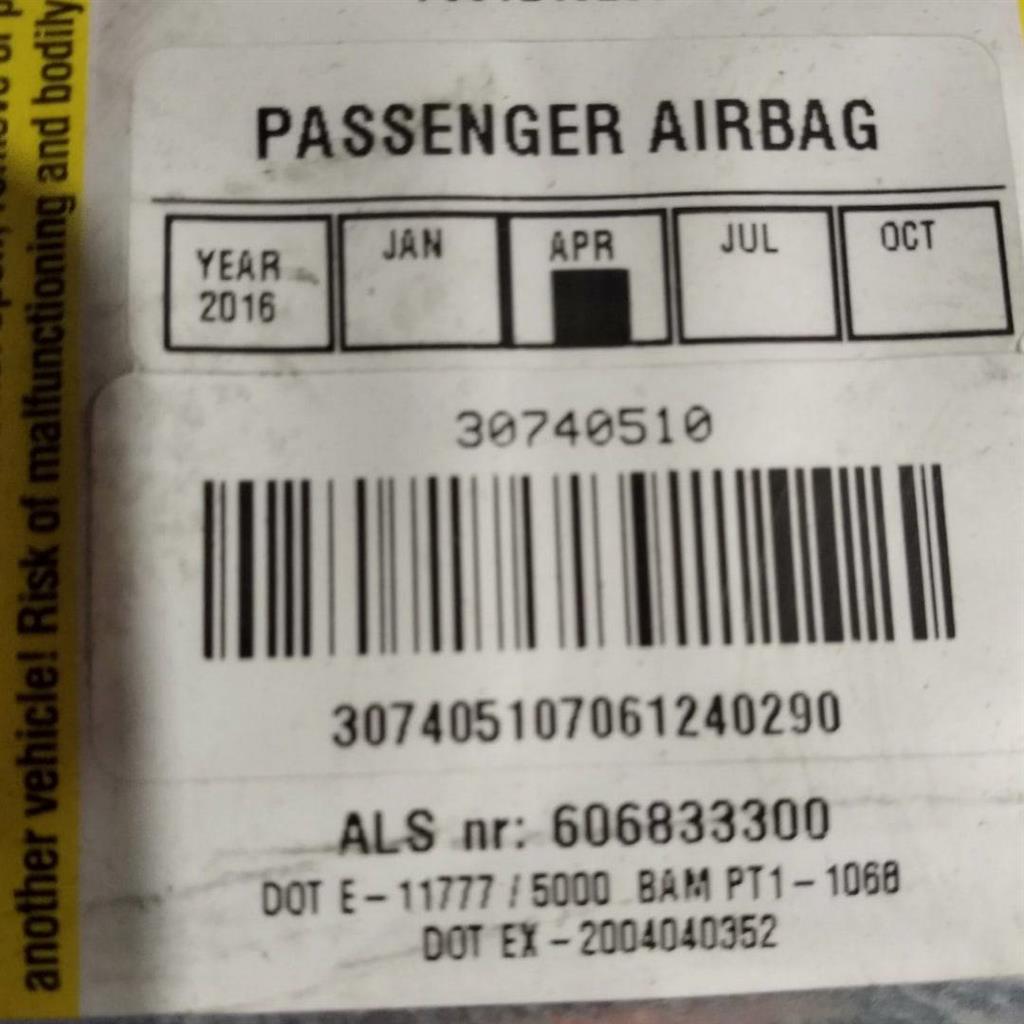 another vehicle! Risk of malfunctioning and bodily
PASSENGER AIRBAG
YEAR 2016 JAN APR JUL OCT
30740510
307405107061240290
ALS nr: 606833300
DOT E - 11777 / 5000 BAM PT1 - 1068
DOT EX - 2004040352